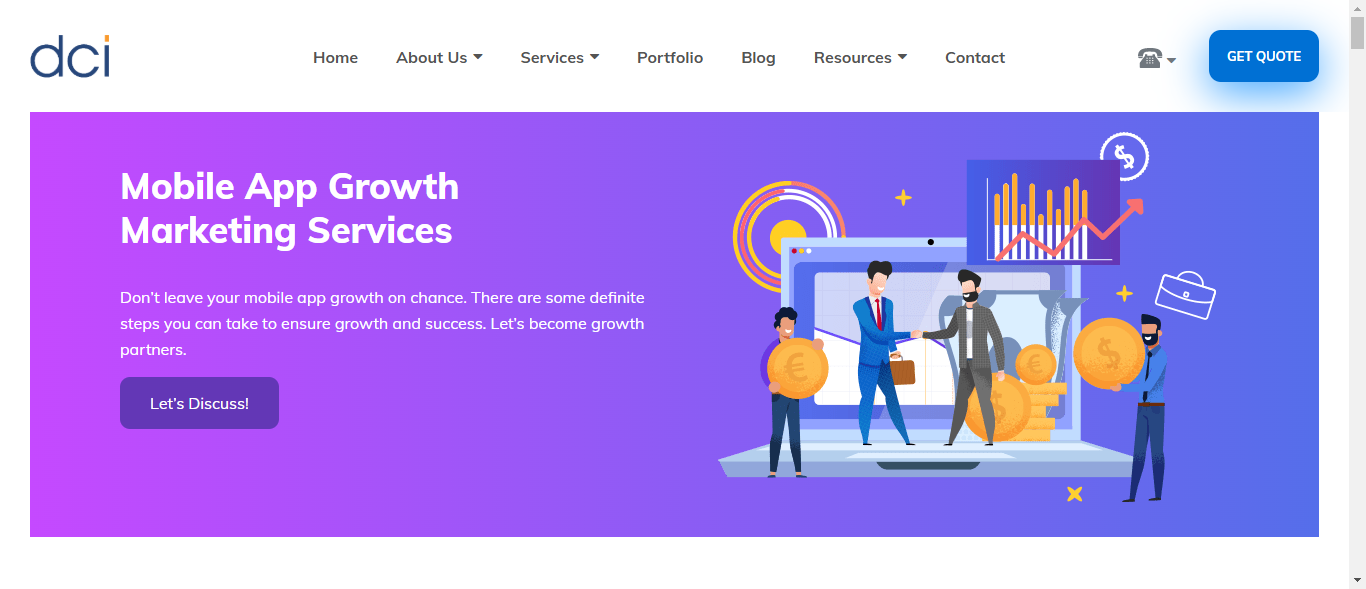 dci
Home
About Us
Services
Portfolio
Blog
Resources
Contact
GET QUOTE
Mobile App Growth
Marketing Services
Don’t leave your mobile app growth on chance. There are some definite
steps you can take to ensure growth and success. Let’s become growth
partners.
Let’s Discuss!
$
€
$
€
$